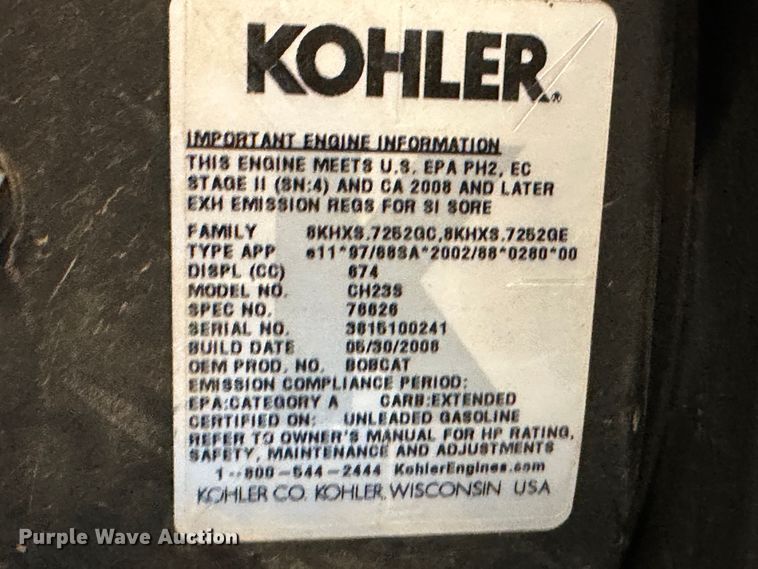 KOHLER®
IMPORTANT ENGINE INFORMATION
THIS ENGINE MEETS U.S. EPA PH2, EC
STAGE II (SN:4) AND CA 2008 AND LATER
EXH EMISSION REGS FOR SI SORE
FAMILY 8KHXS.7252GC,8KHXS.7252GE
TYPE APP e11*97/68SA*2002/88*0280*00
DISPL (CC) 674
MODEL NO. CH23S
SPEC NO. 76626
SERIAL NO. 3815100241
BUILD DATE 05/30/2008
OEM PROD. NO. BOBCAT
EMISSION COMPLIANCE PERIOD:
EPA:CATEGORY A CARB:EXTENDED
CERTIFIED ON: UNLEADED GASOLINE
REFER TO OWNER'S MANUAL FOR HP RATING,
SAFETY, MAINTENANCE AND ADJUSTMENTS
1-800-544-2444 KohlerEngines.com
KOHLER CO. KOHLER, WISCONSIN USA
Purple Wave Auction